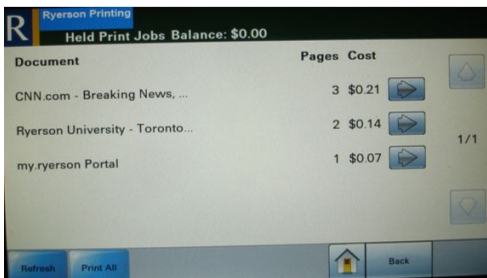 R
Ryerson Printing
Held Print Jobs Balance: $0.00
Document Pages Cost
CNN.com - Breaking News, ... 3 $0.21
Ryerson University - Toronto... 2 $0.14
1/1
my.ryerson Portal 1 $0.07
Refresh Print All Back